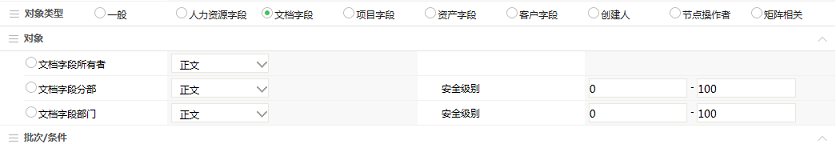 对象类型 一般 人力资源字段 文档字段 项目字段 资产字段 客户字段 创建人 节点操作者 矩阵相关
对象
文档字段所有者 正文
文档字段分部 正文 安全级别 0 - 100
文档字段部门 正文 安全级别 0 - 100
批次/条件